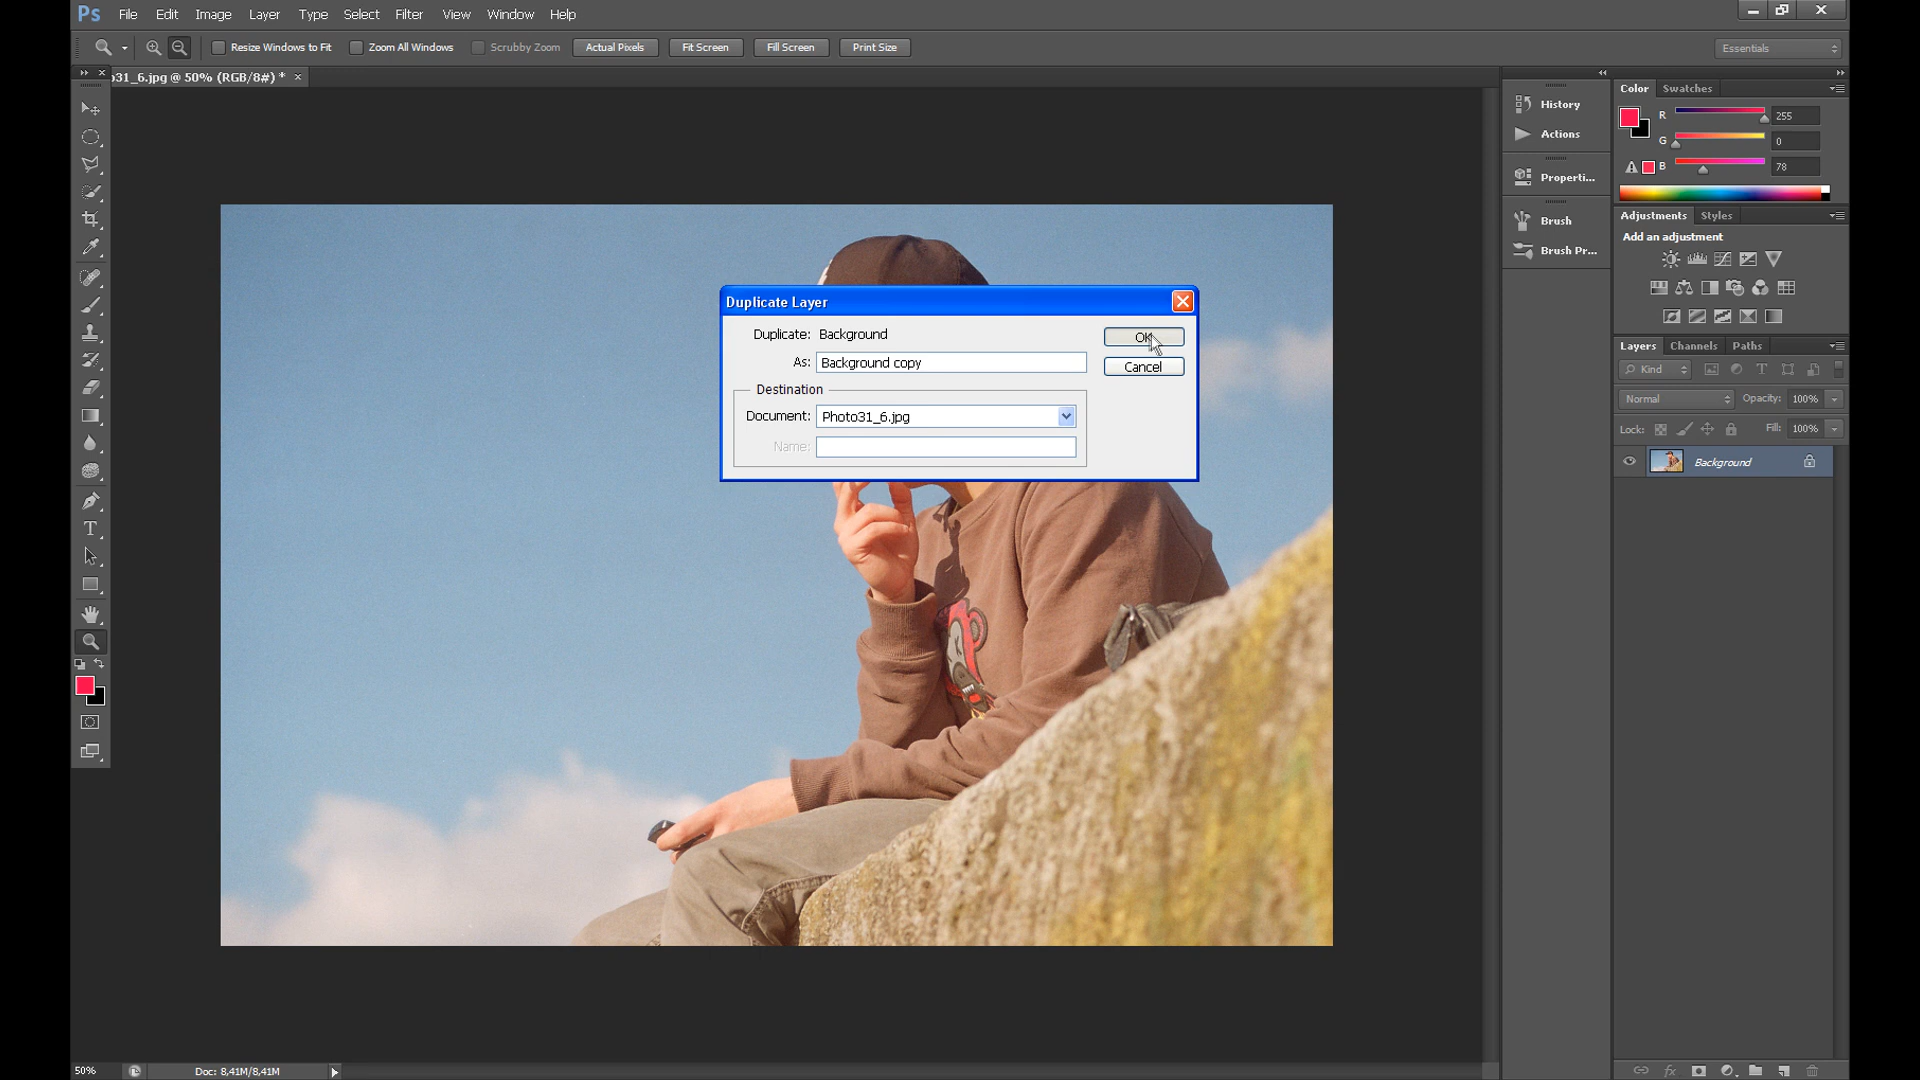 Ps File Edit Image Layer Type Select Filter View Window Help
Resize Windows to Fit Zoom All Windows Scrubby Zoom Actual Pixels Fit Screen Fill Screen Print Size Essentials
o31_6.jpg @ 50% (RGB/8#) * ×
History
Actions
Properti...
Brush
Brush Pr...
Color Swatches
R 255
G 0
B 78
Adjustments Styles
Add an adjustment
Layers Channels Paths
Kind
Normal Opacity: 100%
Lock: Fill: 100%
Background
Duplicate Layer
Duplicate: Background
OK
As: Background copy
Cancel
Destination
Document: Photo31_6.jpg
Name:
50% Doc: 8,41M/8,41M